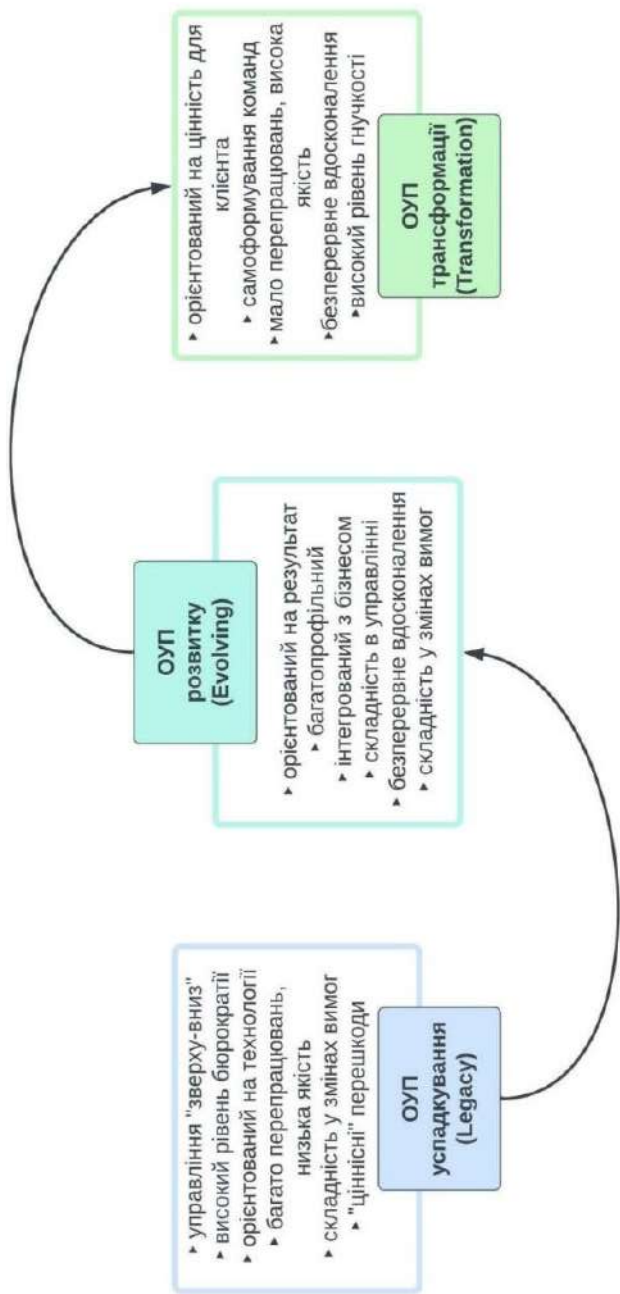 управління "зверху-вниз"
високий рівень бюрократії
орієнтований на технології
багато перепрацювань,
низька якість
складність у змінах вимог
"ціннісні" перешкоди
ОУП
успадкування
(Legacy)
ОУП
розвитку
(Evolving)
орієнтований на результат
багатопрофільний
інтегрований з бізнесом
складність в управлінні
безперервне вдосконалення
складність у змінах вимог
орієнтований на цінність для
клієнта
самоформування команд
мало перепрацювань, висока
якість
безперервне вдосконалення
високий рівень гнучкості
ОУП
трансформації
(Transformation)